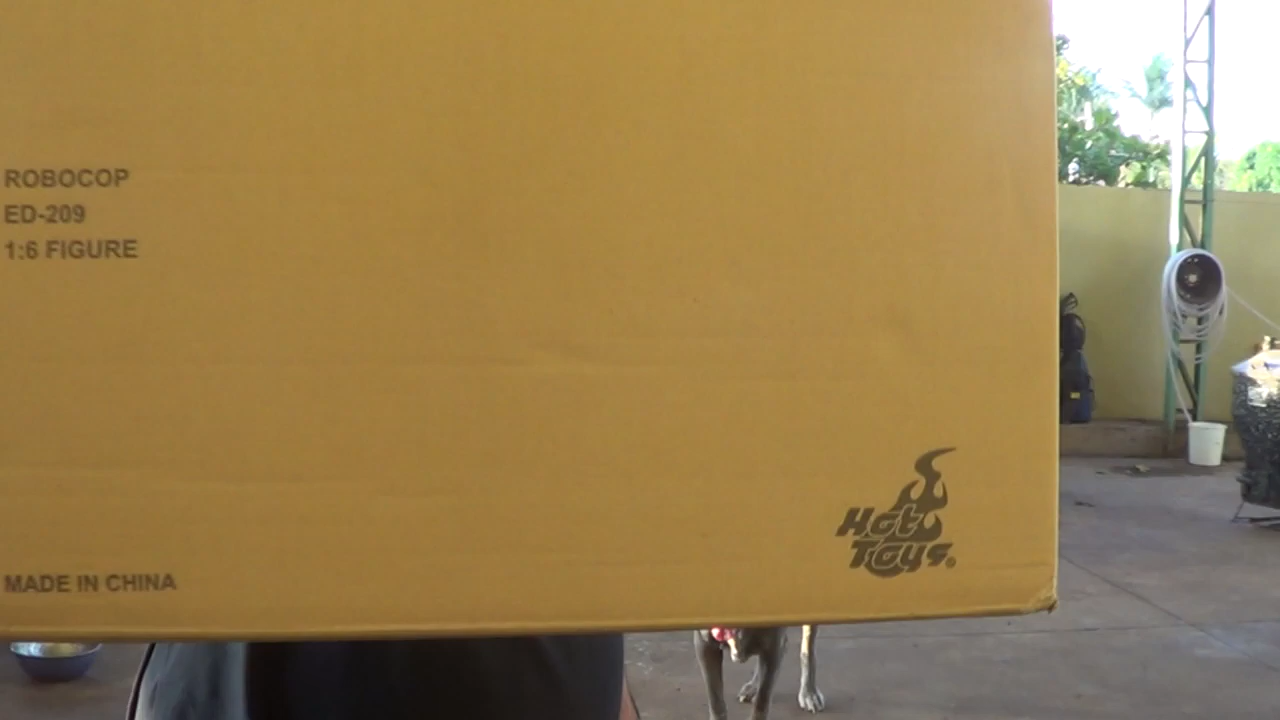 ROBOCOP
ED-209
1:6 FIGURE
Hot
Toys®
MADE IN CHINA